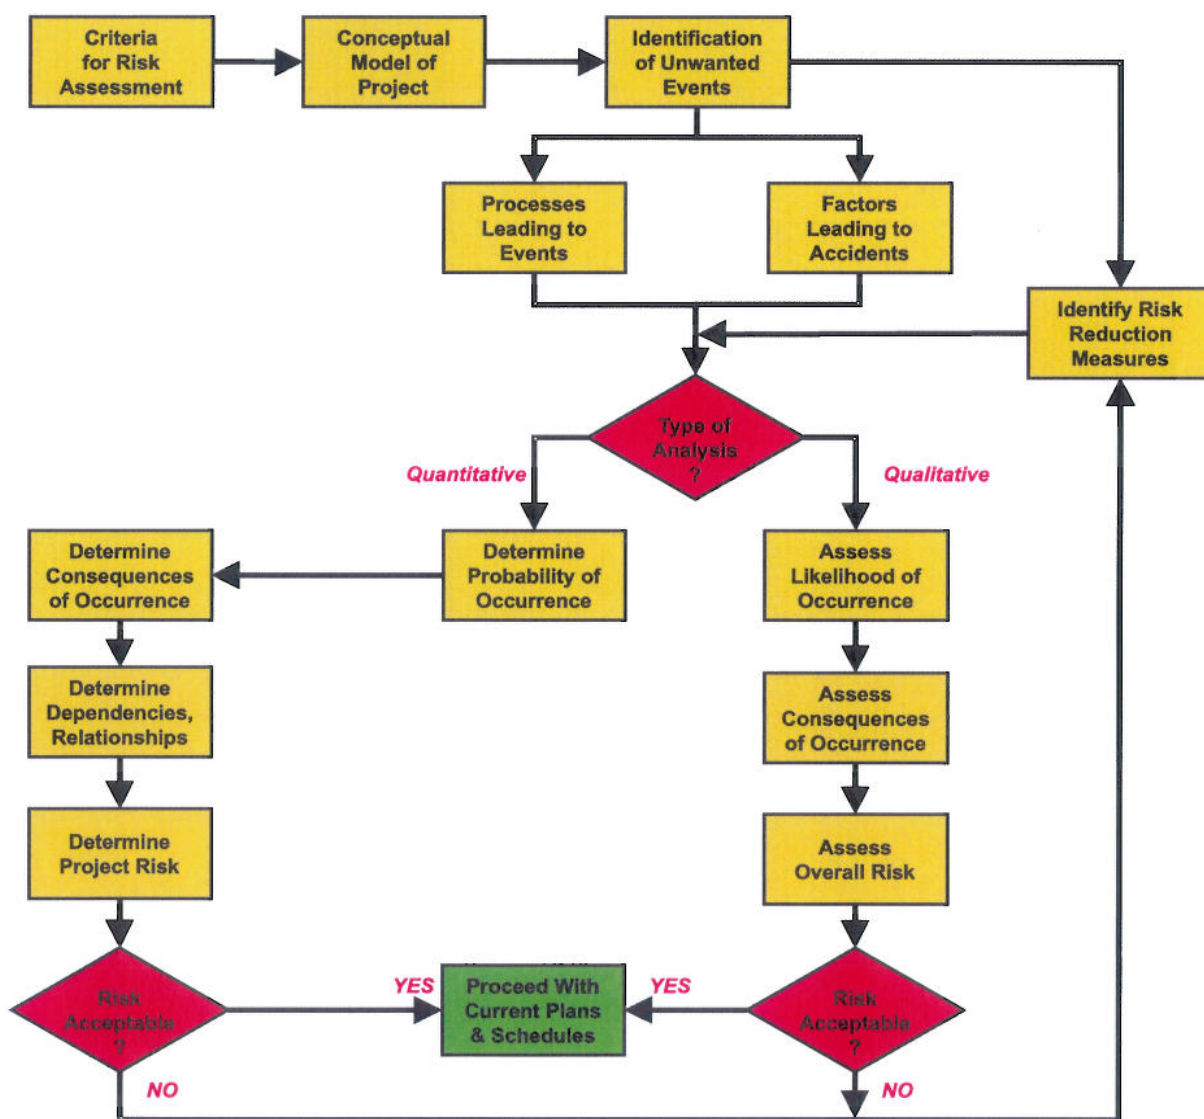 Criteria
for Risk
Assessment
Conceptual
Model of
Project
Identification
of Unwanted
Events
Processes
Leading to
Events
Factors
Leading to
Accidents
Identify Risk
Reduction
Measures
Type of
Analysis
?
Quantitative
Qualitative
Determine
Consequences
of Occurrence
Determine
Probability of
Occurrence
Assess
Likelihood of
Occurrence
Determine
Dependencies,
Relationships
Assess
Consequences
of Occurrence
Determine
Project Risk
Assess
Overall Risk
Risk
Acceptable
?
YES
Proceed With
Current Plans
& Schedules
YES
Risk
Acceptable
?
NO
NO